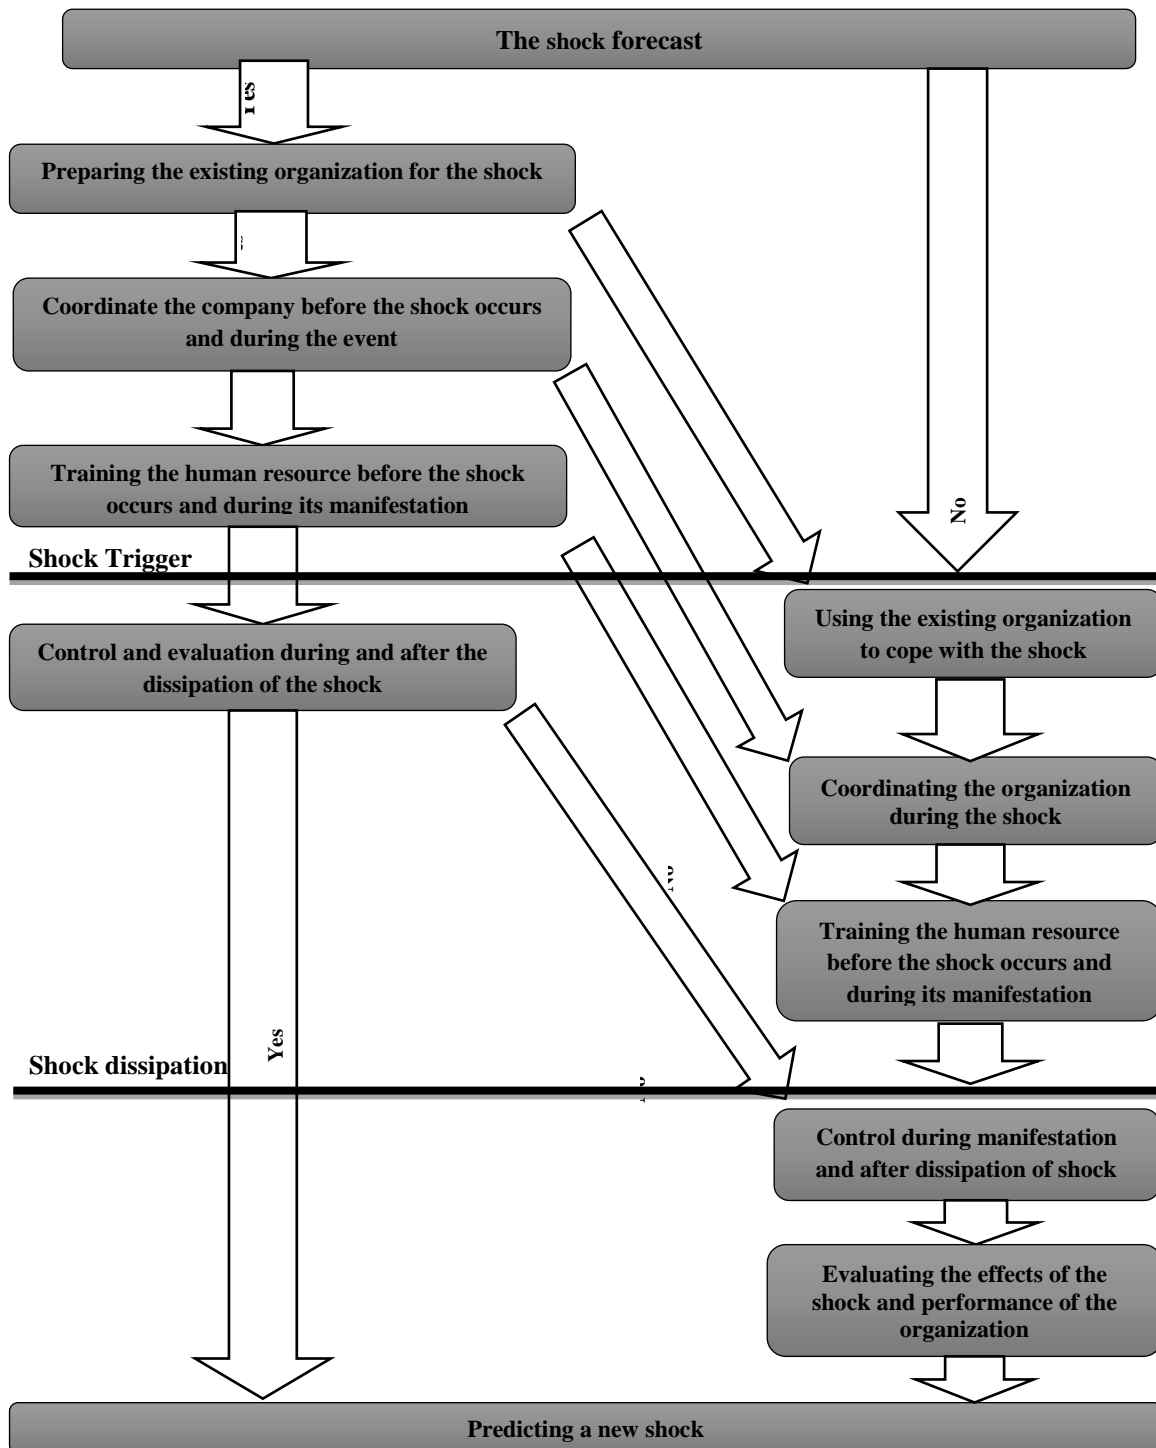 The shock forecast
Yes
Preparing the existing organization for the shock
Coordinate the company before the shock occurs
and during the event
Training the human resource before the shock
occurs and during its manifestation
No
Shock Trigger
Using the existing organization
to cope with the shock
Control and evaluation during and after the
dissipation of the shock
Coordinating the organization
during the shock
No
Training the human resource
before the shock occurs and
during its manifestation
Yes
Shock dissipation
Control during manifestation
and after dissipation of shock
Evaluating the effects of the
shock and performance of the
organization
Predicting a new shock